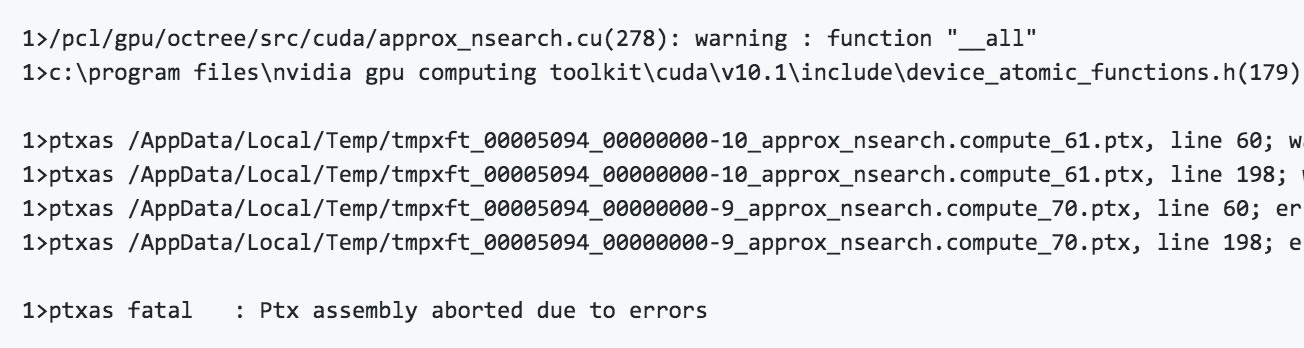 1>/pcl/gpu/octree/src/cuda/approx_nsearch.cu(278): warning : function "__all"
1>c:\program files\nvidia gpu computing toolkit\cuda\v10.1\include\device_atomic_functions.h(179)
1>ptxas /AppData/Local/Temp/tmpxft_00005094_00000000-10_approx_nsearch.compute_61.ptx, line 60;
1>ptxas /AppData/Local/Temp/tmpxft_00005094_00000000-10_approx_nsearch.compute_61.ptx, line 198;
1>ptxas /AppData/Local/Temp/tmpxft_00005094_00000000-9_approx_nsearch.compute_70.ptx, line 60; er
1>ptxas /AppData/Local/Temp/tmpxft_00005094_00000000-9_approx_nsearch.compute_70.ptx, line 198; e
1>ptxas fatal   : Ptx assembly aborted due to errors